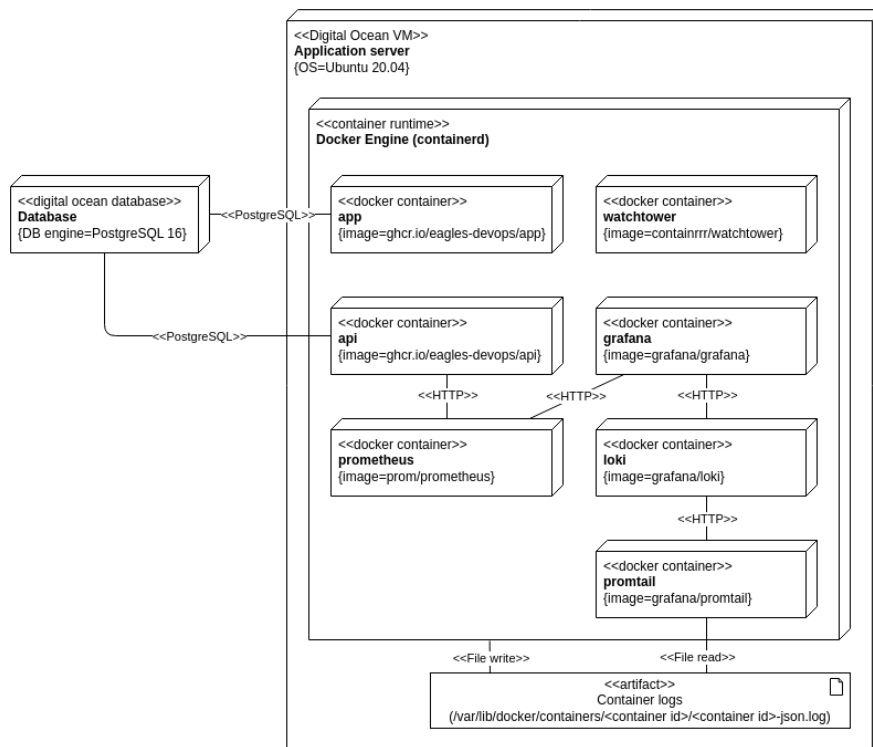 <<Digital Ocean VM>>
Application server
{OS=Ubuntu 20.04}
<<container runtime>>
Docker Engine (containerd)
<<digital ocean database>>
Database
{DB engine=PostgreSQL 16}
<<PostgreSQL>>
<<docker container>>
app
{image=ghcr.io/eagles-devops/app}
<<docker container>>
watchtower
{image=containrrr/watchtower}
<<PostgreSQL>>
<<docker container>>
api
{image=ghcr.io/eagles-devops/api}
<<docker container>>
grafana
{image=grafana/grafana}
<<HTTP>>
<<HTTP>>
<<HTTP>>
<<docker container>>
prometheus
{image=prom/prometheus}
<<docker container>>
loki
{image=grafana/loki}
<<HTTP>>
<<docker container>>
promtail
{image=grafana/promtail}
<<File write>>
<<File read>>
<<artifact>>
Container logs
(/var/lib/docker/containers/<container id>/<container id>-json.log)